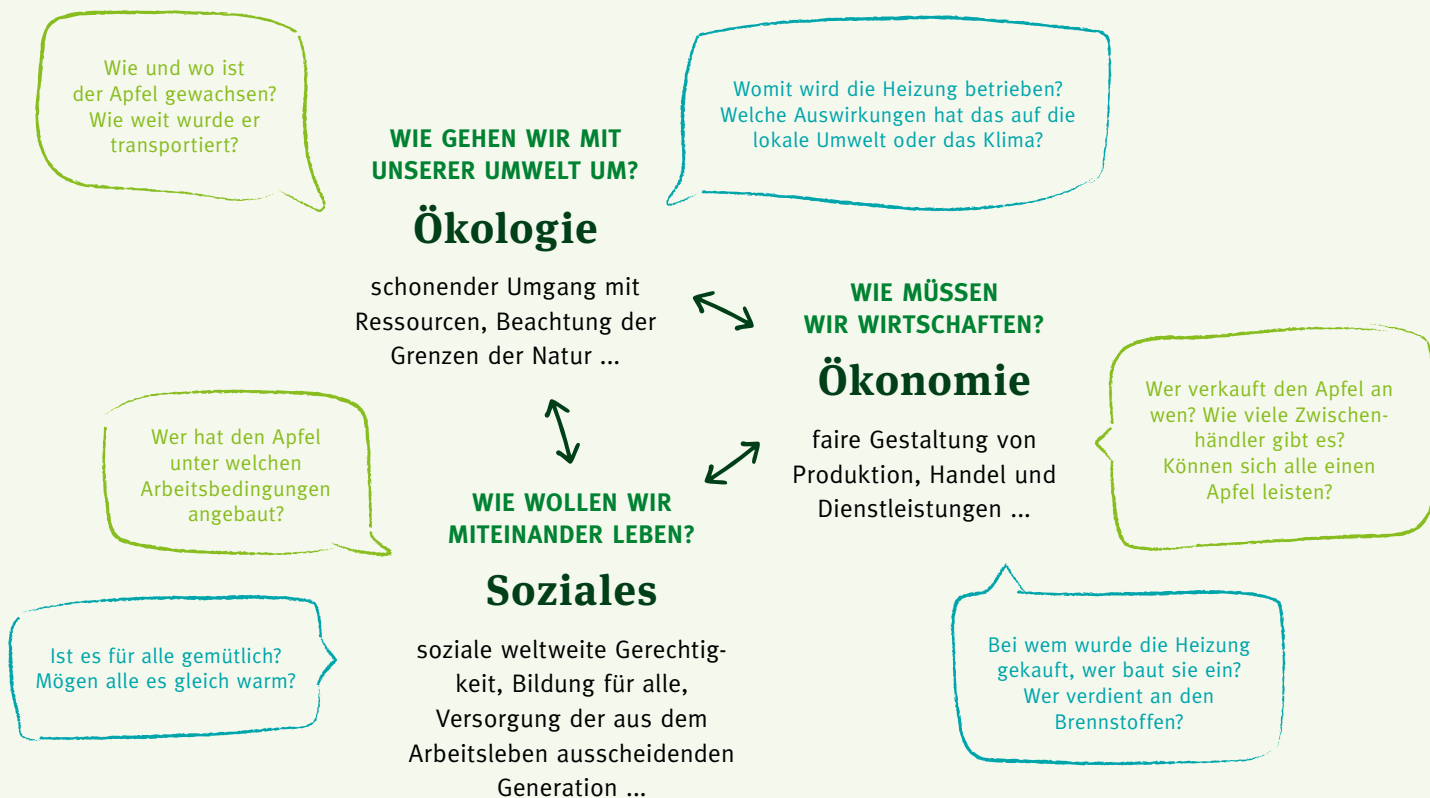 Wie und wo ist
der Apfel gewachsen?
Wie weit wurde er
transportiert?
Womit wird die Heizung betrieben?
Welche Auswirkungen hat das auf die
lokale Umwelt oder das Klima?
WIE GEHEN WIR MIT
UNSERER UMWELT UM?
Ökologie
schonender Umgang mit
Ressourcen, Beachtung der
Grenzen der Natur ...
WIE MÜSSEN
WIR WIRTSCHAFTEN?
Ökonomie
faire Gestaltung von
Produktion, Handel und
Dienstleistungen ...
Wer verkauft den Apfel an
wen? Wie viele Zwischen-
händler gibt es?
Können sich alle einen
Apfel leisten?
Wer hat den Apfel
unter welchen
Arbeitsbedingungen
angebaut?
WIE WOLLEN WIR
MITEINANDER LEBEN?
Soziales
soziale weltweite Gerechtig-
keit, Bildung für alle,
Versorgung der aus dem
Arbeitsleben ausscheidenden
Generation ...
Ist es für alle gemütlich?
Mögen alle es gleich warm?
Bei wem wurde die Heizung
gekauft, wer baut sie ein?
Wer verdient an den
Brennstoffen?